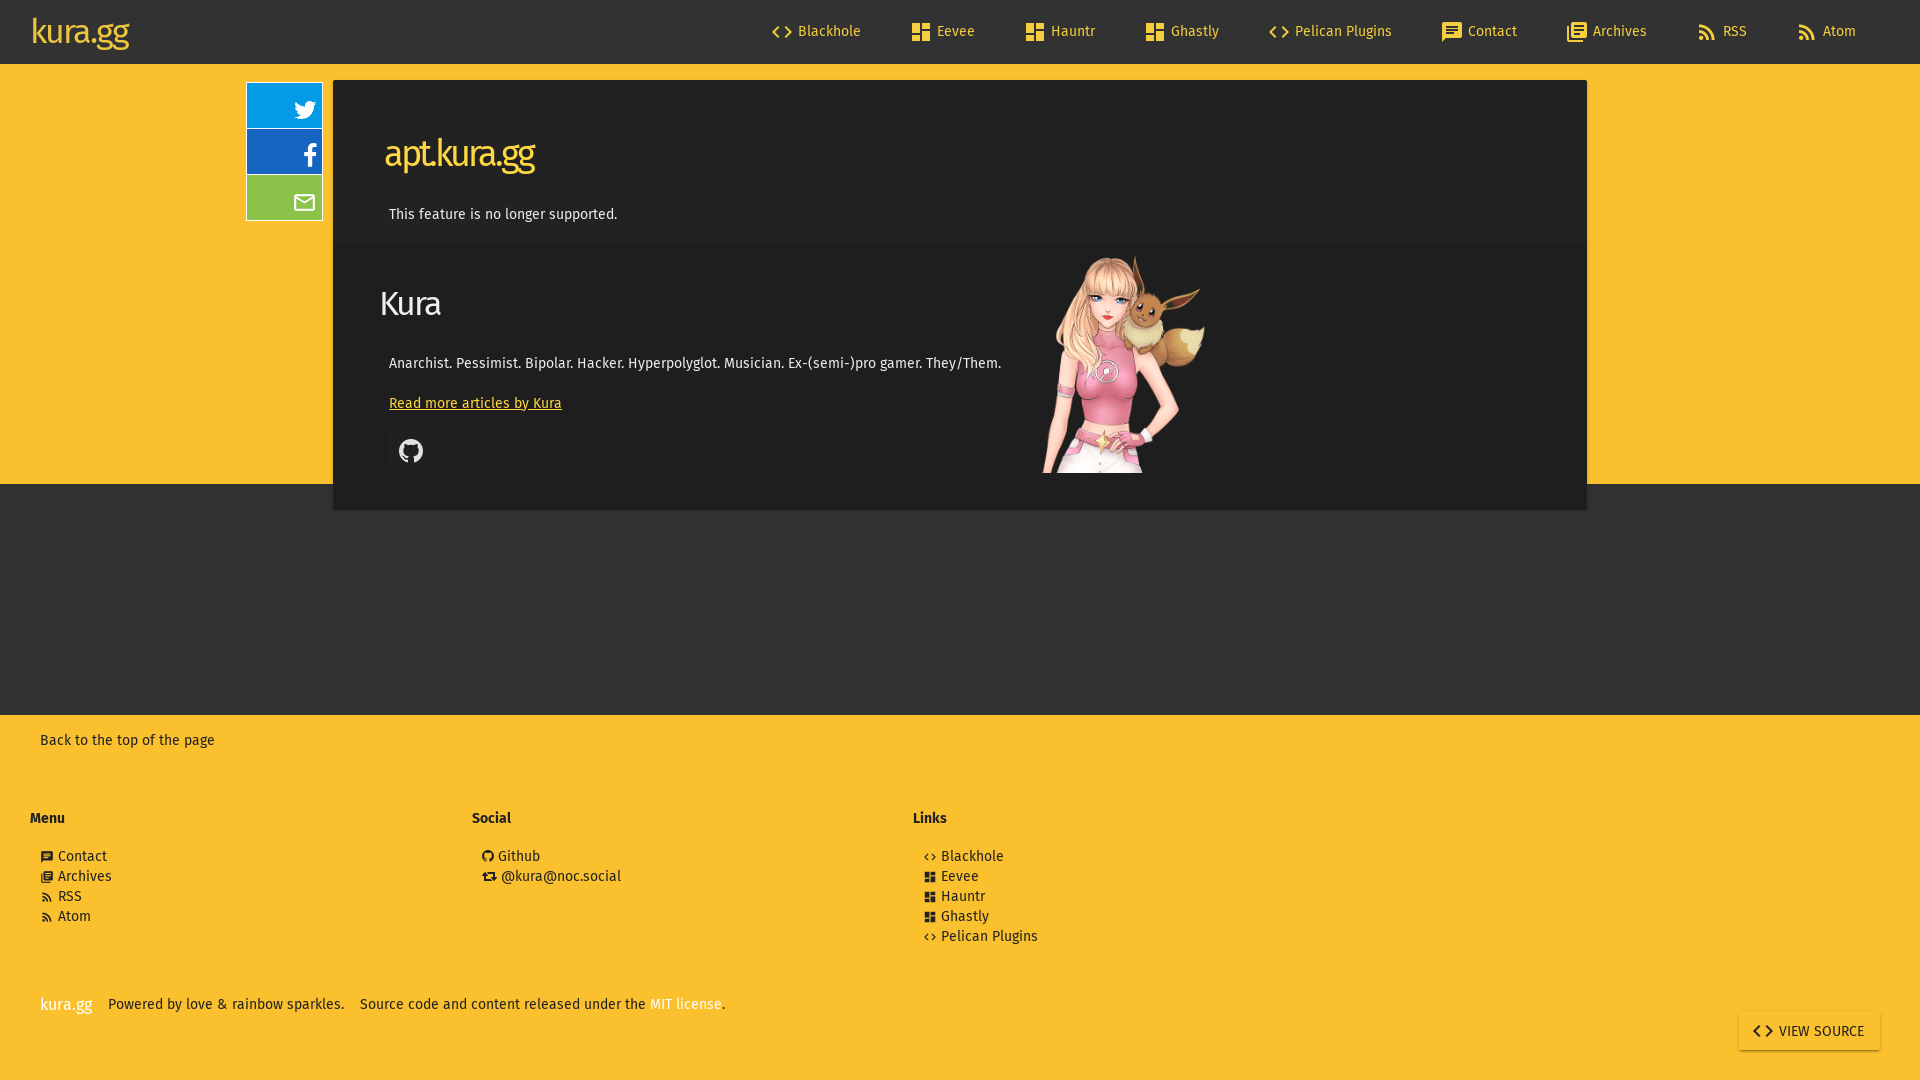 kura.gg
Blackhole
Eevee
Hauntr
Ghastly
Pelican Plugins
Contact
Archives
RSS
Atom
apt.kura.gg
This feature is no longer supported.
Kura
Anarchist. Pessimist. Bipolar. Hacker. Hyperpolyglot. Musician. Ex-(semi-)pro gamer. They/Them.
Read more articles by Kura
Back to the top of the page
Menu
Contact
Archives
RSS
Atom
Social
Github
@kura@noc.social
Links
Blackhole
Eevee
Hauntr
Ghastly
Pelican Plugins
kura.gg Powered by love & rainbow sparkles. Source code and content released under the MIT license.
VIEW SOURCE